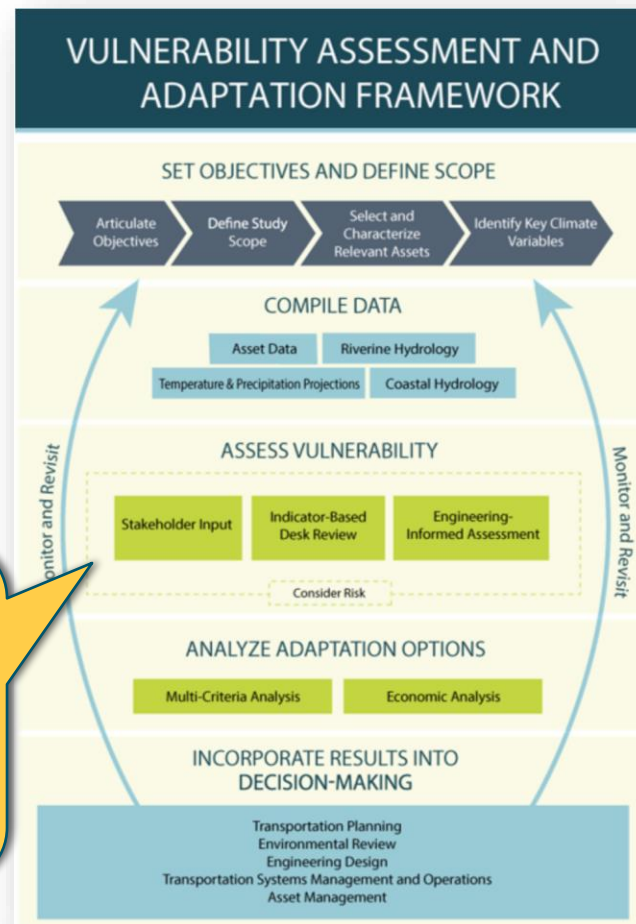 VULNERABILITY ASSESSMENT AND
ADAPTATION FRAMEWORK
SET OBJECTIVES AND DEFINE SCOPE
Articulate
Objectives
Define Study
Scope
Select and
Characterize
Relevant Assets
Identify Key Climate
Variables
COMPILE DATA
Asset Data
Riverine Hydrology
Temperature & Precipitation Projections
Coastal Hydrology
Monitor and Revisit
ASSESS VULNERABILITY
Stakeholder Input
Indicator-Based
Desk Review
Engineering-
Informed Assessment
Consider Risk
Monitor and Revisit
ANALYZE ADAPTATION OPTIONS
Multi-Criteria Analysis
Economic Analysis
INCORPORATE RESULTS INTO
DECISION-MAKING
Transportation Planning
Environmental Review
Engineering Design
Transportation Systems Management and Operations
Asset Management